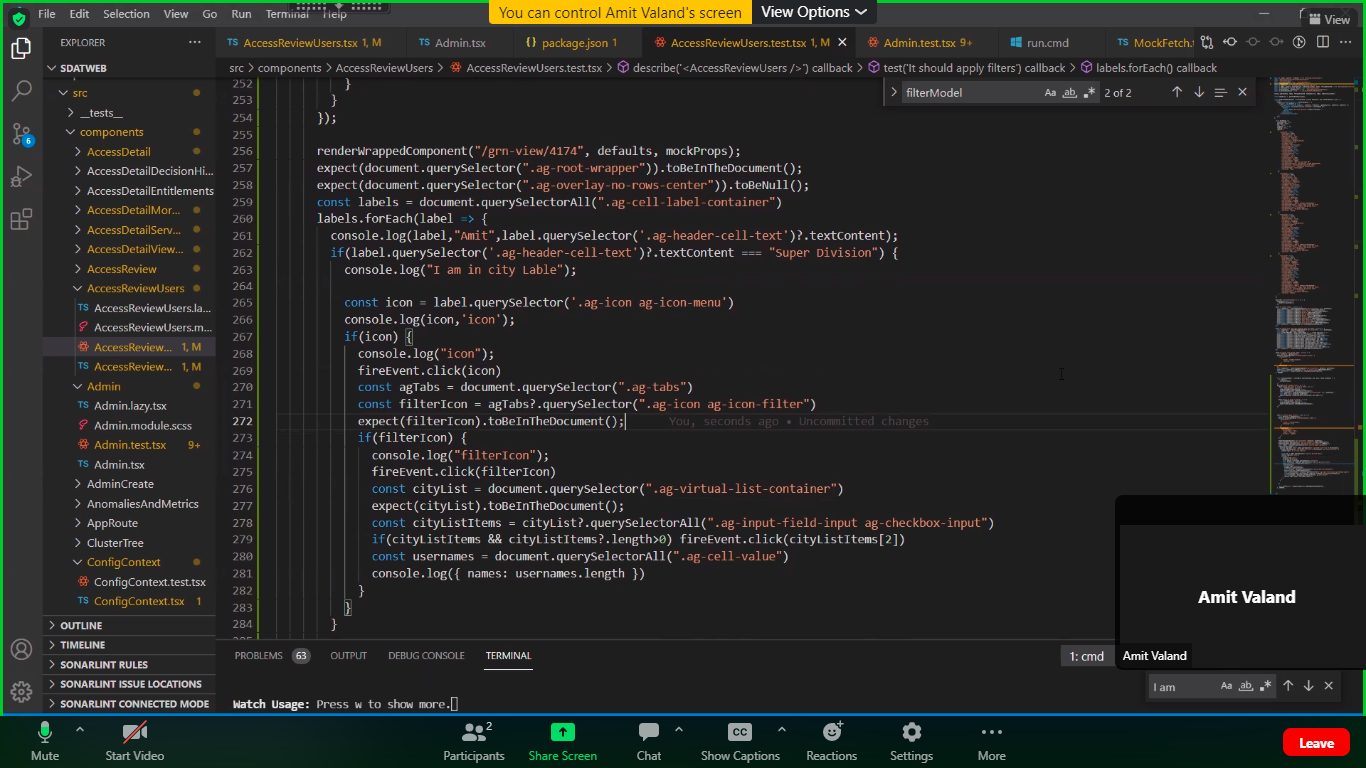 You can control Amit Valand's screen
View Options
File Edit Selection View Go Run Terminal Help
View
EXPLORER
AccessReviewUsers.tsx 1, M
Admin.tsx
package.json 1
AccessReviewUsers.test.tsx 1, M
Admin.test.tsx 9+
run.cmd
MockFetch.t
SDATWEB
src > components > AccessReviewUsers > AccessReviewUsers.test.tsx > describe('<AccessReviewUsers />') callback > test('It should apply filters') callback > labels.forEach() callback
filterModel
Aa ab
2 of 2
src
__tests__
components
AccessDetail
AccessDetailDecisionHi...
AccessDetailEntitlements
AccessDetailMor...
AccessDetailServ...
AccessDetailView...
AccessReview
AccessReviewUsers
TS AccessReviewUsers.la...
AccessReviewUsers.m...
AccessReview... 1, M
TS AccessReview... 1, M
Admin
TS Admin.lazy.tsx
Admin.module.scss
Admin.test.tsx 9+
TS Admin.tsx
AdminCreate
AnomaliesAndMetrics
AppRoute
ClusterTree
ConfigContext
ConfigContext.test.tsx
TS ConfigContext.tsx 1
OUTLINE
TIMELINE
SONARLINT RULES
SONARLINT ISSUE LOCATIONS
SONARLINT CONNECTED MODE
6
252 }
253 }
254 });
255
256 renderWrappedComponent("/grn-view/4174", defaults, mockProps);
257 expect(document.querySelector(".ag-root-wrapper")).toBeInTheDocument();
258 expect(document.querySelector(".ag-overlay-no-rows-center")).toBeNull();
259 const labels = document.querySelectorAll(".ag-cell-label-container")
260 labels.forEach(label => {
261 console.log(label,"Amit",label.querySelector('.ag-header-cell-text')?.textContent);
262 if(label.querySelector('.ag-header-cell-text')?.textContent === "Super Division") {
263 console.log("I am in city Lable");
264
265 const icon = label.querySelector('.ag-icon ag-icon-menu')
266 console.log(icon,'icon');
267 if(icon) {
268 console.log("icon");
269 fireEvent.click(icon)
270 const agTabs = document.querySelector(".ag-tabs")
271 const filterIcon = agTabs?.querySelector(".ag-icon ag-icon-filter")
272 expect(filterIcon).toBeInTheDocument(); You, seconds ago • Uncommitted changes
273 if(filterIcon) {
274 console.log("filterIcon");
275 fireEvent.click(filterIcon)
276 const cityList = document.querySelector(".ag-virtual-list-container")
277 expect(cityList).toBeInTheDocument();
278 const cityListItems = cityList?.querySelectorAll(".ag-input-field-input ag-checkbox-input")
279 if(cityListItems && cityListItems?.length>0) fireEvent.click(cityListItems[2])
280 const usernames = document.querySelectorAll(".ag-cell-value")
281 console.log({ names: usernames.length })
282 }
283 }
284 }
PROBLEMS 63 OUTPUT DEBUG CONSOLE TERMINAL
1: cmd
Watch Usage: Press w to show more.
Amit Valand
Amit Valand
I am
Aa ab
Mute
Start Video
Participants 2
Share Screen
Chat
CC
Show Captions
Reactions
Settings
More
Leave